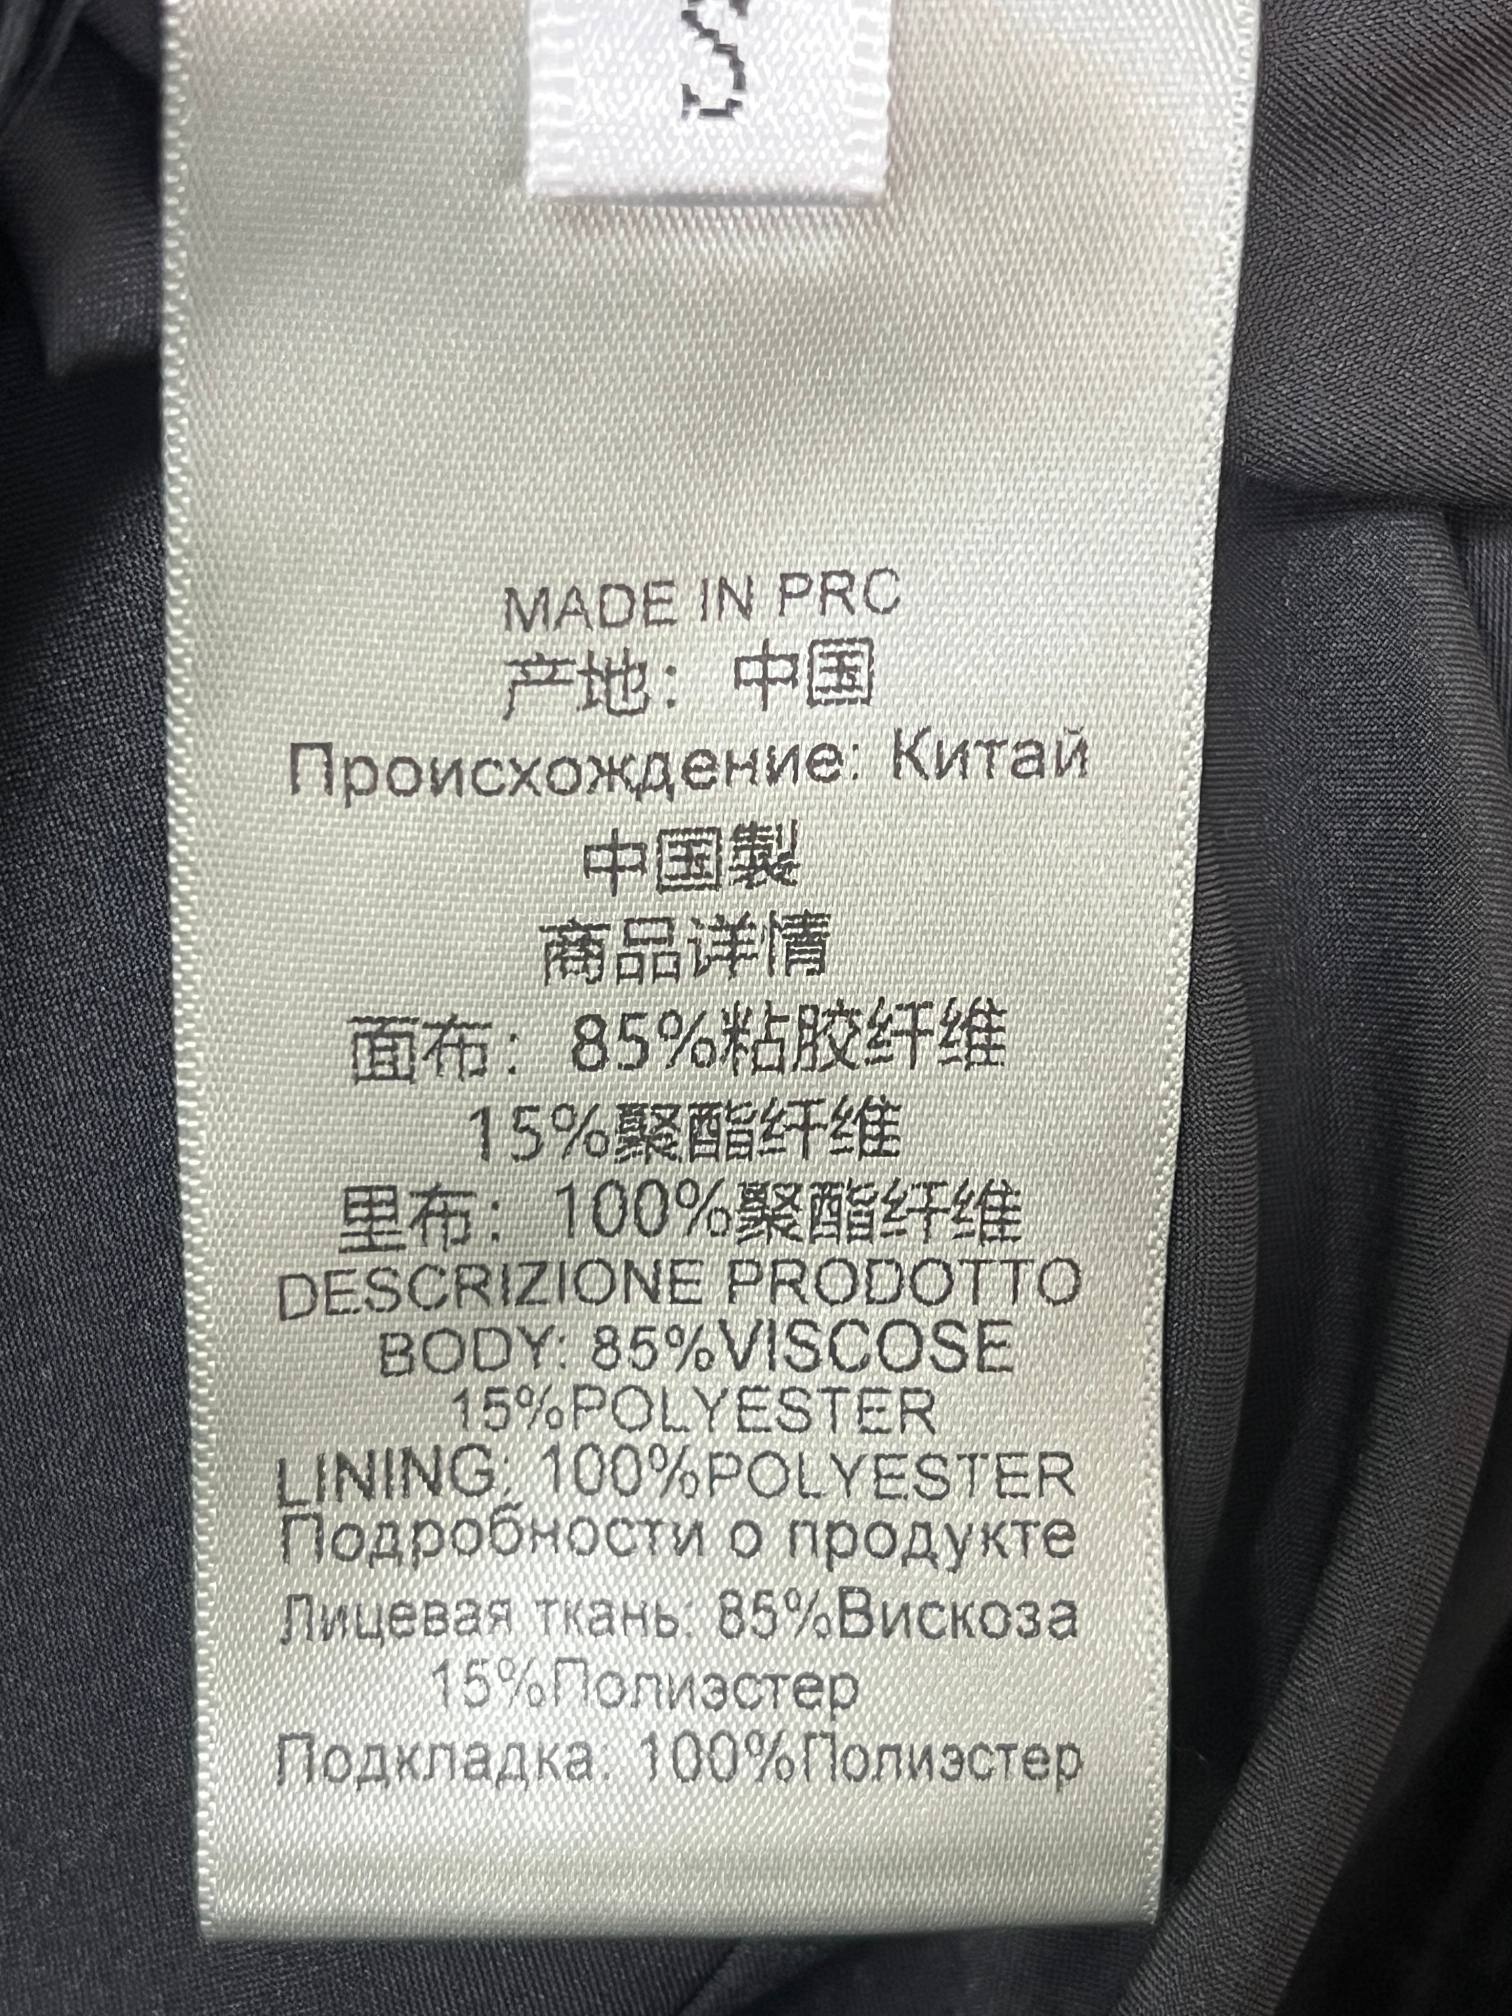 S
MADE IN PRC
产地：中国
Происхождение: Китай
中国製
商品详情
面布：85%粘胶纤维
15%聚酯纤维
里布：100%聚酯纤维
DESCRIZIONE PRODOTTO
BODY: 85%VISCOSE
15%POLYESTER
LINING: 100%POLYESTER
Подробности о продукте
Лицевая ткань: 85%Вискоза
15%Полиэстер
Подкладка: 100%Полиэстер